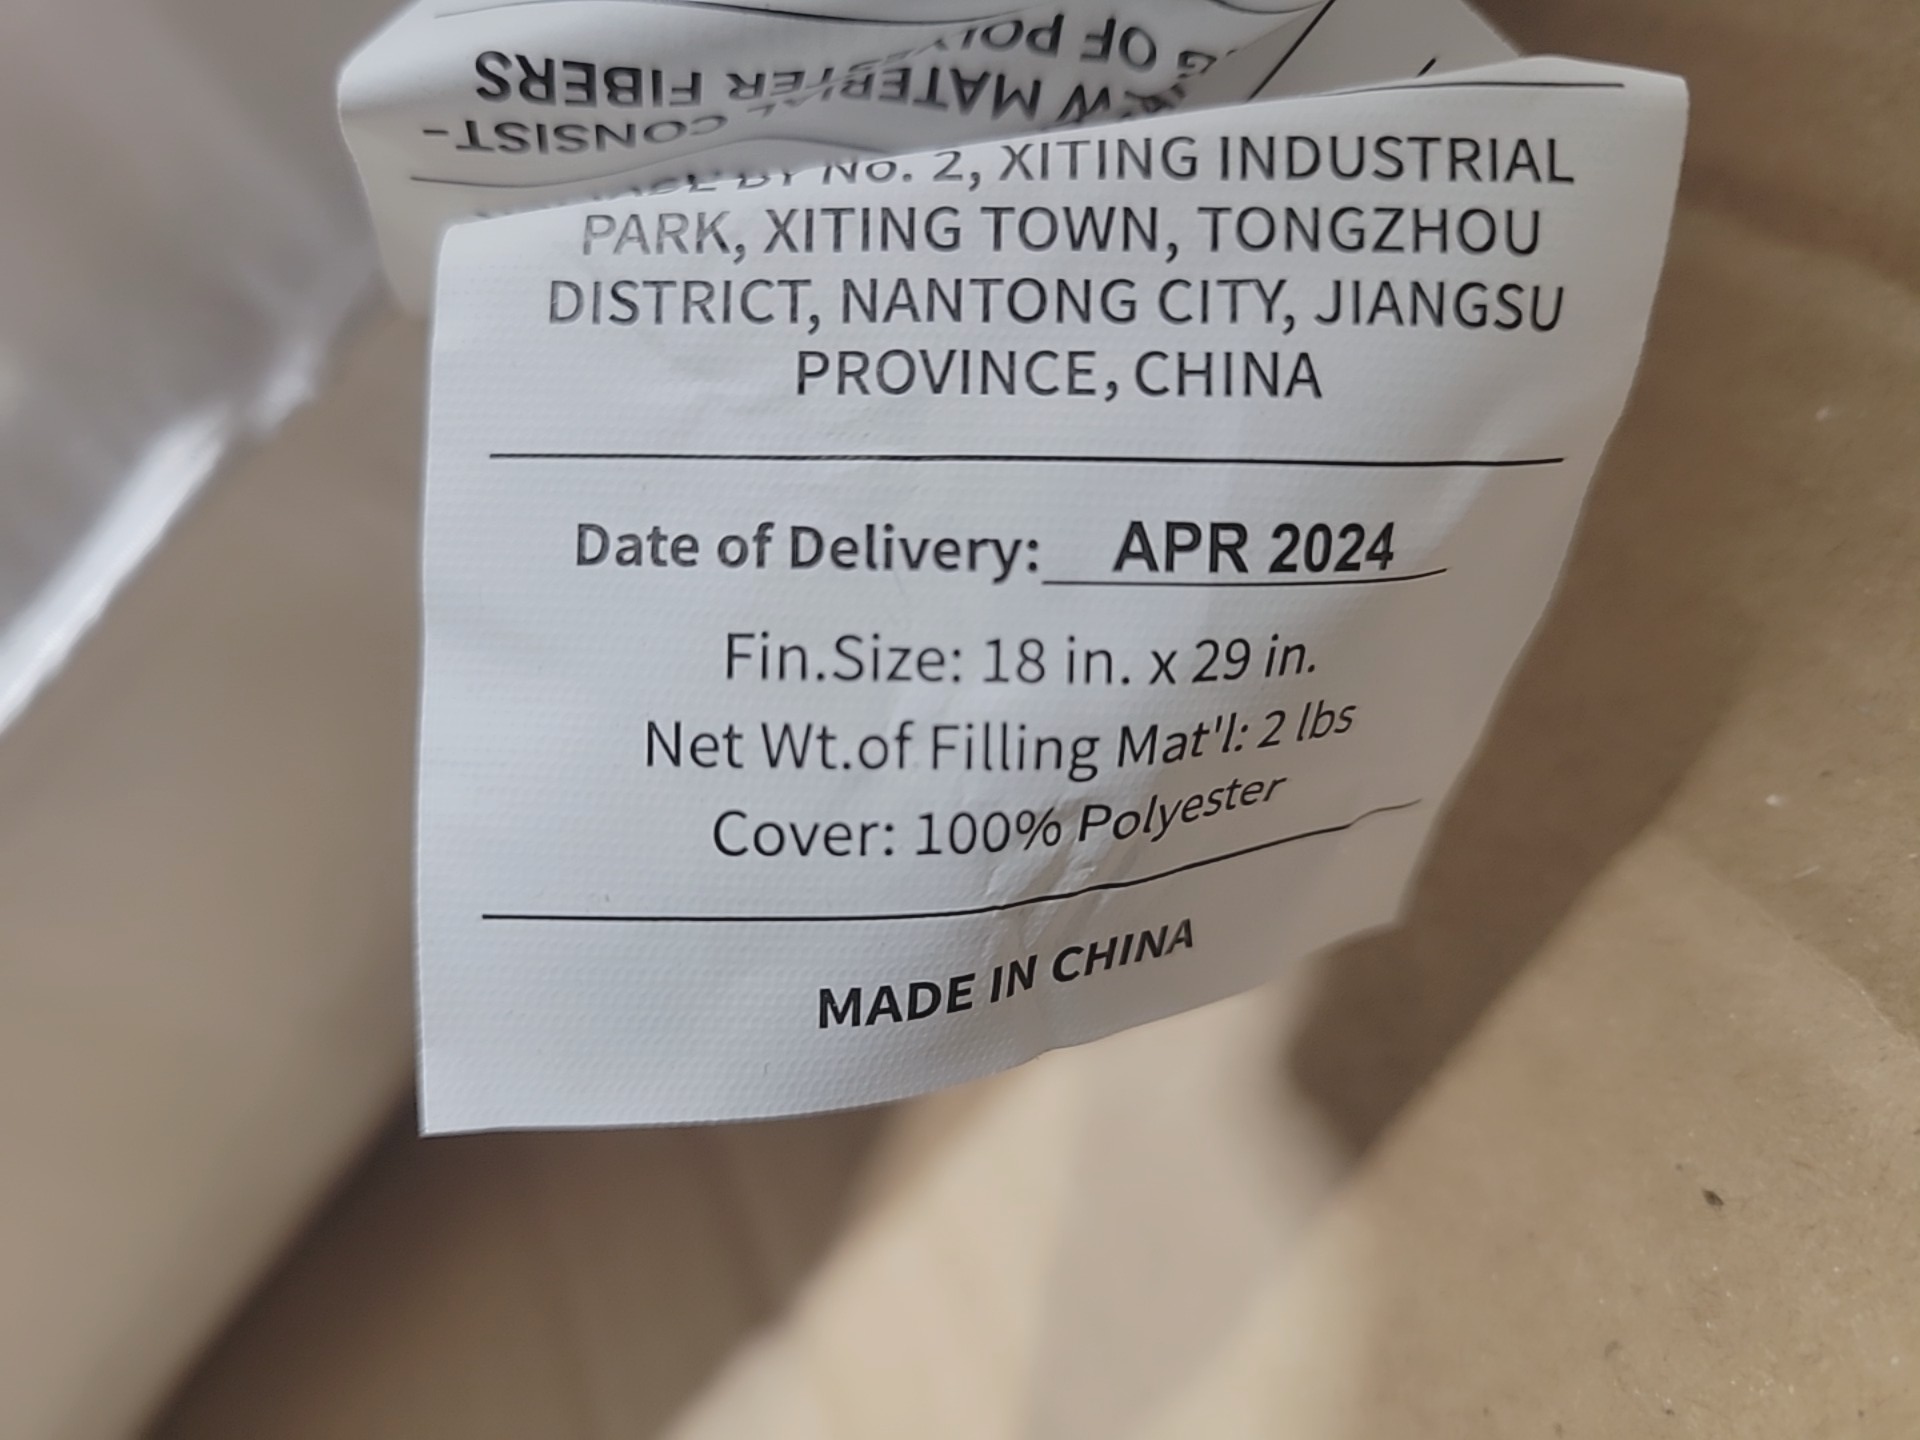 OF POLY
MATERIAL CONSIST-
FIBERS
BY NO. 2, XITING INDUSTRIAL
PARK, XITING TOWN, TONGZHOU
DISTRICT, NANTONG CITY, JIANGSU
PROVINCE, CHINA
Date of Delivery: APR 2024
Fin.Size: 18 in. x 29 in.
Net Wt.of Filling Mat'l: 2 lbs
Cover: 100% Polyester
MADE IN CHINA